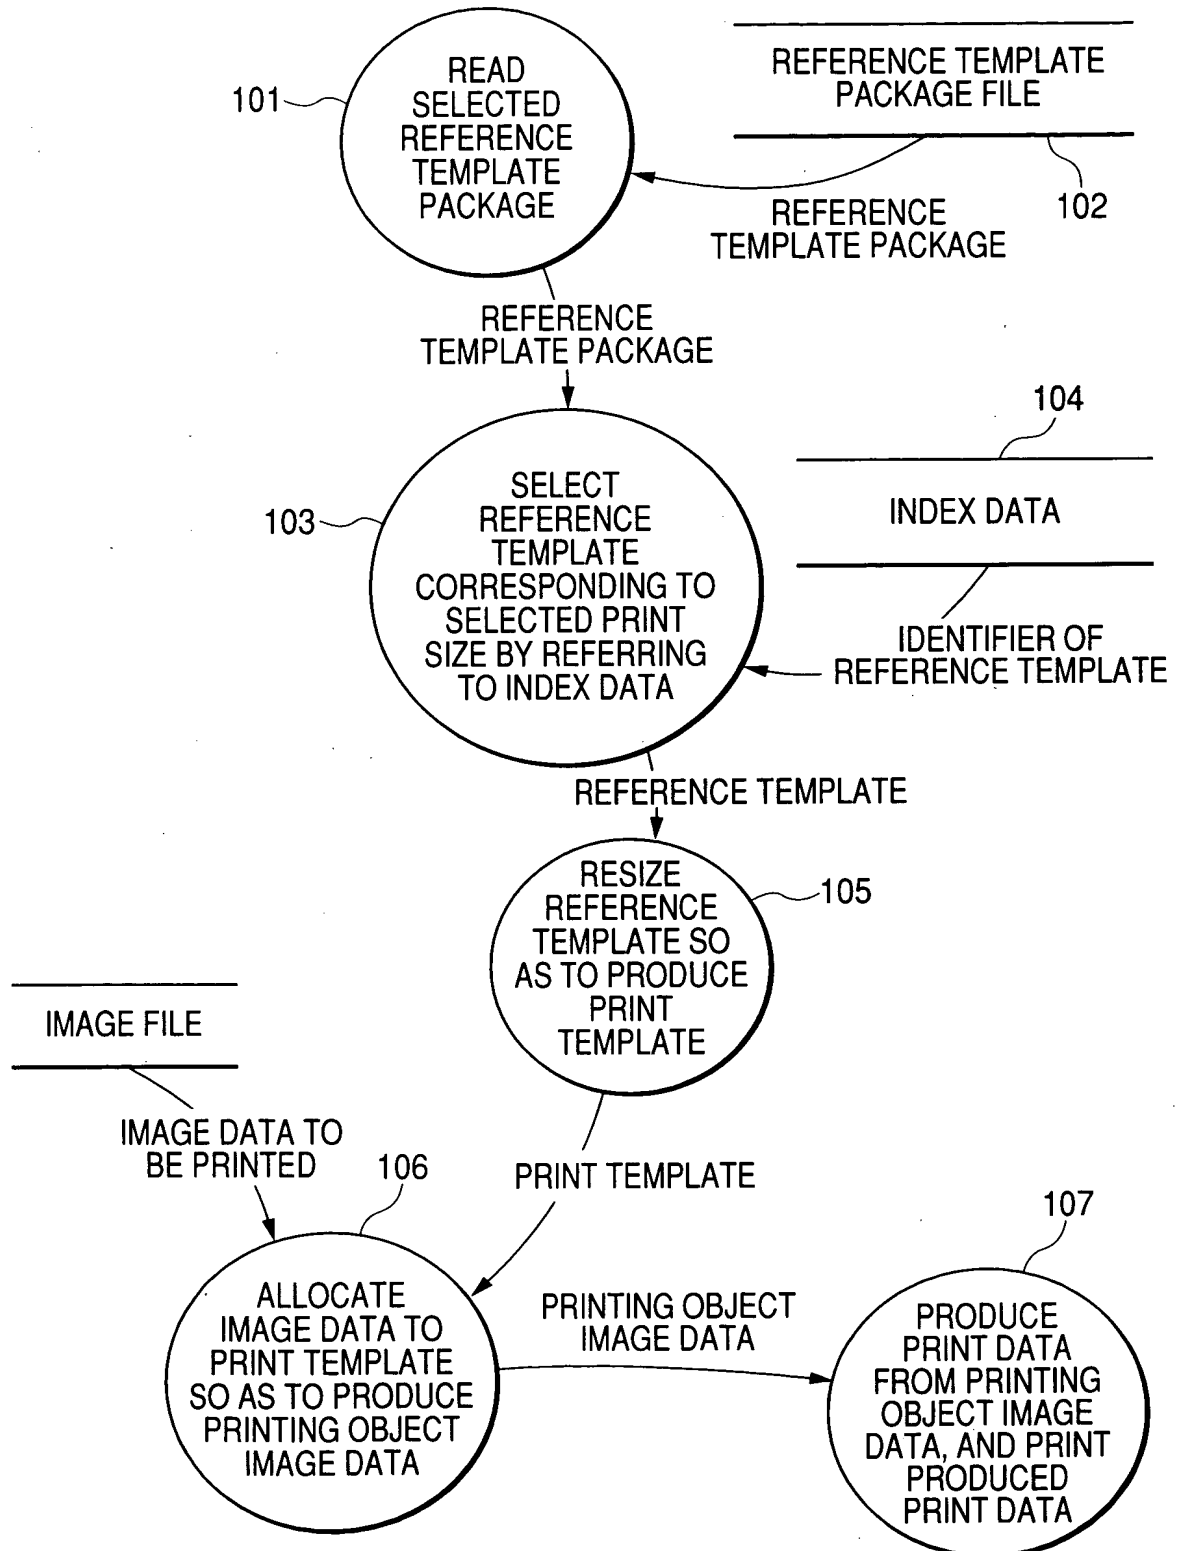 101
READ
SELECTED
REFERENCE
TEMPLATE
PACKAGE
REFERENCE TEMPLATE
PACKAGE FILE
102
REFERENCE
TEMPLATE PACKAGE
REFERENCE
TEMPLATE PACKAGE
103
SELECT
REFERENCE
TEMPLATE
CORRESPONDING TO
SELECTED PRINT
SIZE BY REFERRING
TO INDEX DATA
104
INDEX DATA
IDENTIFIER OF
REFERENCE TEMPLATE
REFERENCE TEMPLATE
RESIZE
REFERENCE
TEMPLATE SO
AS TO PRODUCE
PRINT
TEMPLATE
105
IMAGE FILE
IMAGE DATA TO
BE PRINTED
106
PRINT TEMPLATE
107
ALLOCATE
IMAGE DATA TO
PRINT TEMPLATE
SO AS TO PRODUCE
PRINTING OBJECT
IMAGE DATA
PRINTING OBJECT
IMAGE DATA
PRODUCE
PRINT DATA
FROM PRINTING
OBJECT IMAGE
DATA, AND PRINT
PRODUCED
PRINT DATA